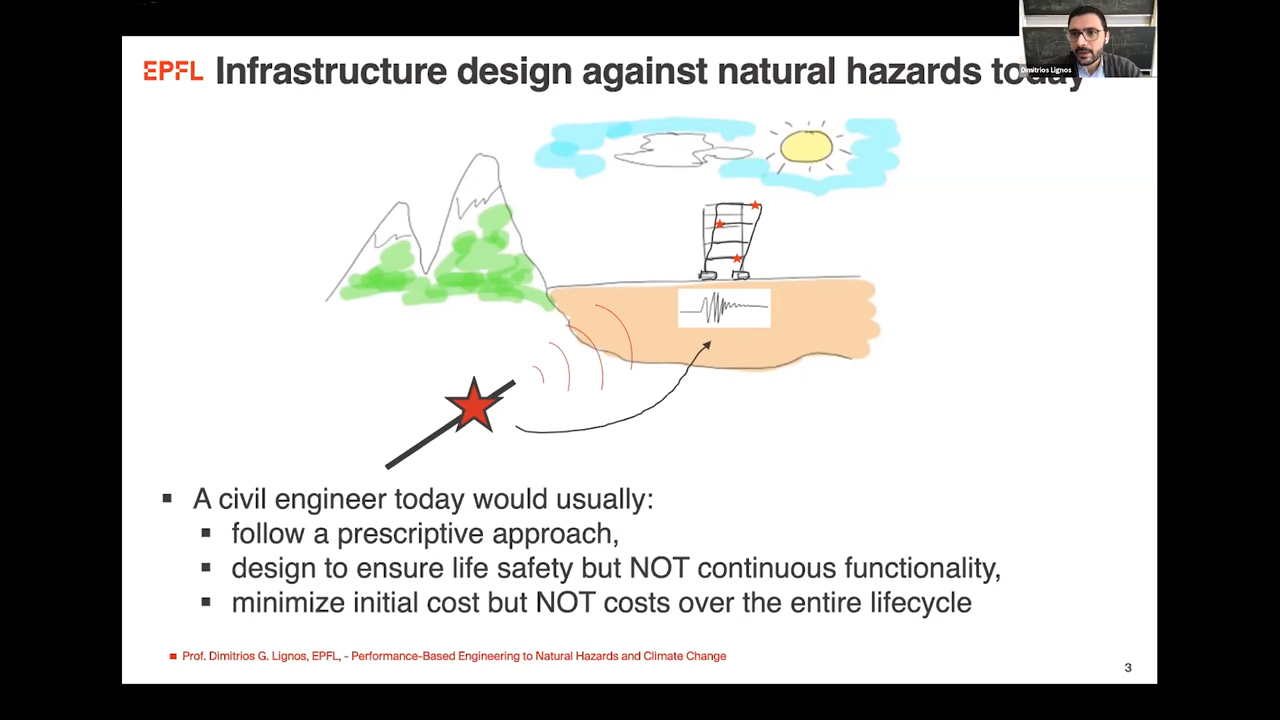 EPFL Infrastructure design against natural hazards today
Dimitrios Lignos
A civil engineer today would usually:
follow a prescriptive approach,
design to ensure life safety but NOT continuous functionality,
minimize initial cost but NOT costs over the entire lifecycle
Prof. Dimitrios G. Lignos, EPFL, - Performance-Based Engineering to Natural Hazards and Climate Change
3